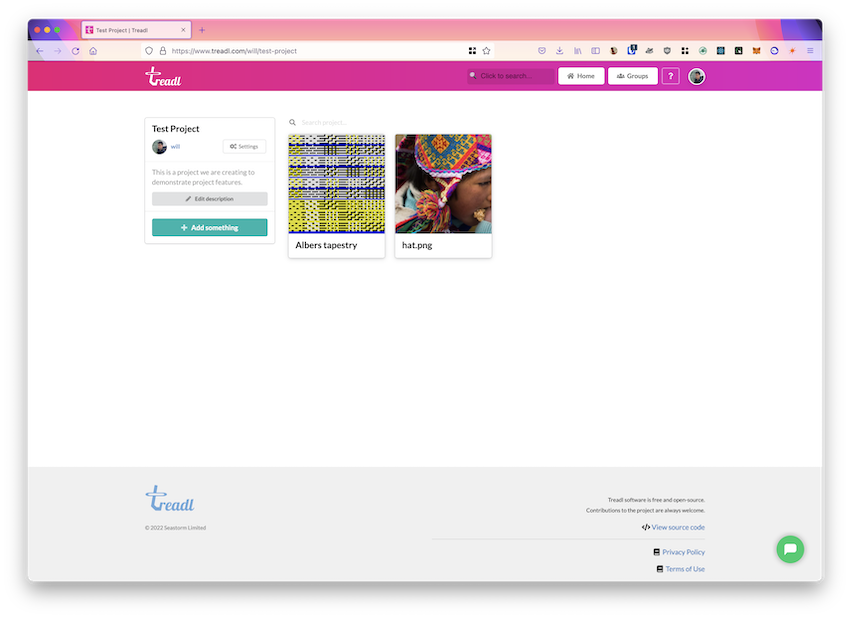 Test Project | Treadl
https://www.treadl.com/will/test-project
Treadl
Click to search...
Home
Groups
?
Test Project
will
Settings
This is a project we are creating to
demonstrate project features.
Edit description
Add something
Search project...
Albers tapestry
hat.png
Treadl
© 2022 Seastorm Limited
Treadl software is free and open-source.
Contributions to the project are always welcome.
View source code
Privacy Policy
Terms of Use